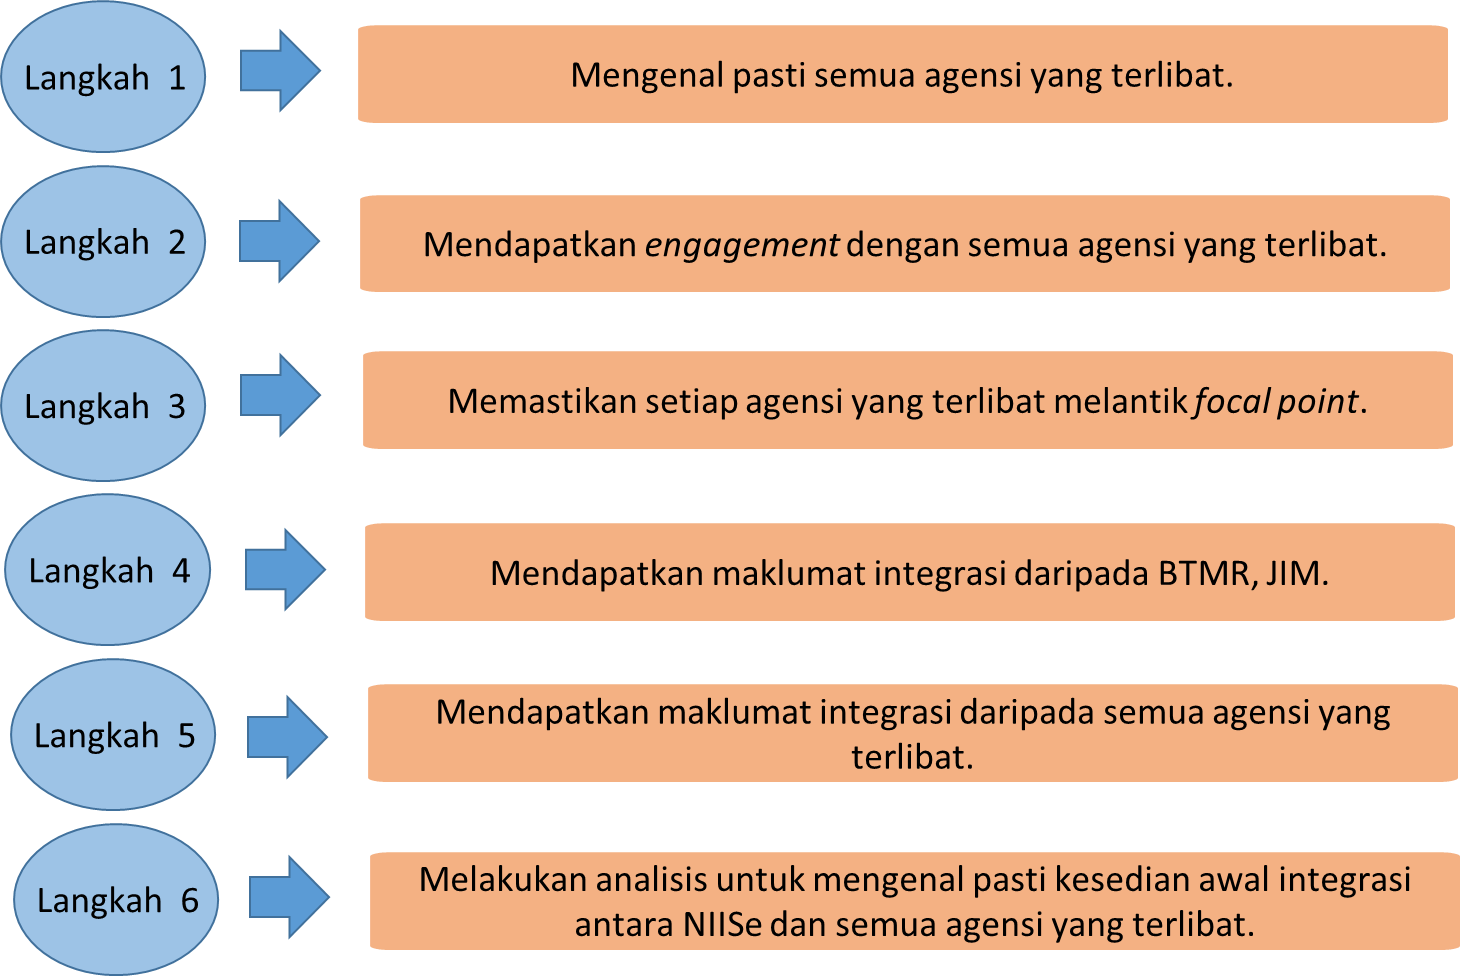 Langkah 1
Mengenal pasti semua agensi yang terlibat.
Langkah 2
Mendapatkan engagement dengan semua agensi yang terlibat.
Langkah 3
Memastikan setiap agensi yang terlibat melantik focal point.
Langkah 4
Mendapatkan maklumat integrasi daripada BTMR, JIM.
Langkah 5
Mendapatkan maklumat integrasi daripada semua agensi yang
terlibat.
Langkah 6
Melakukan analisis untuk mengenal pasti kesedian awal integrasi
antara NIISe dan semua agensi yang terlibat.